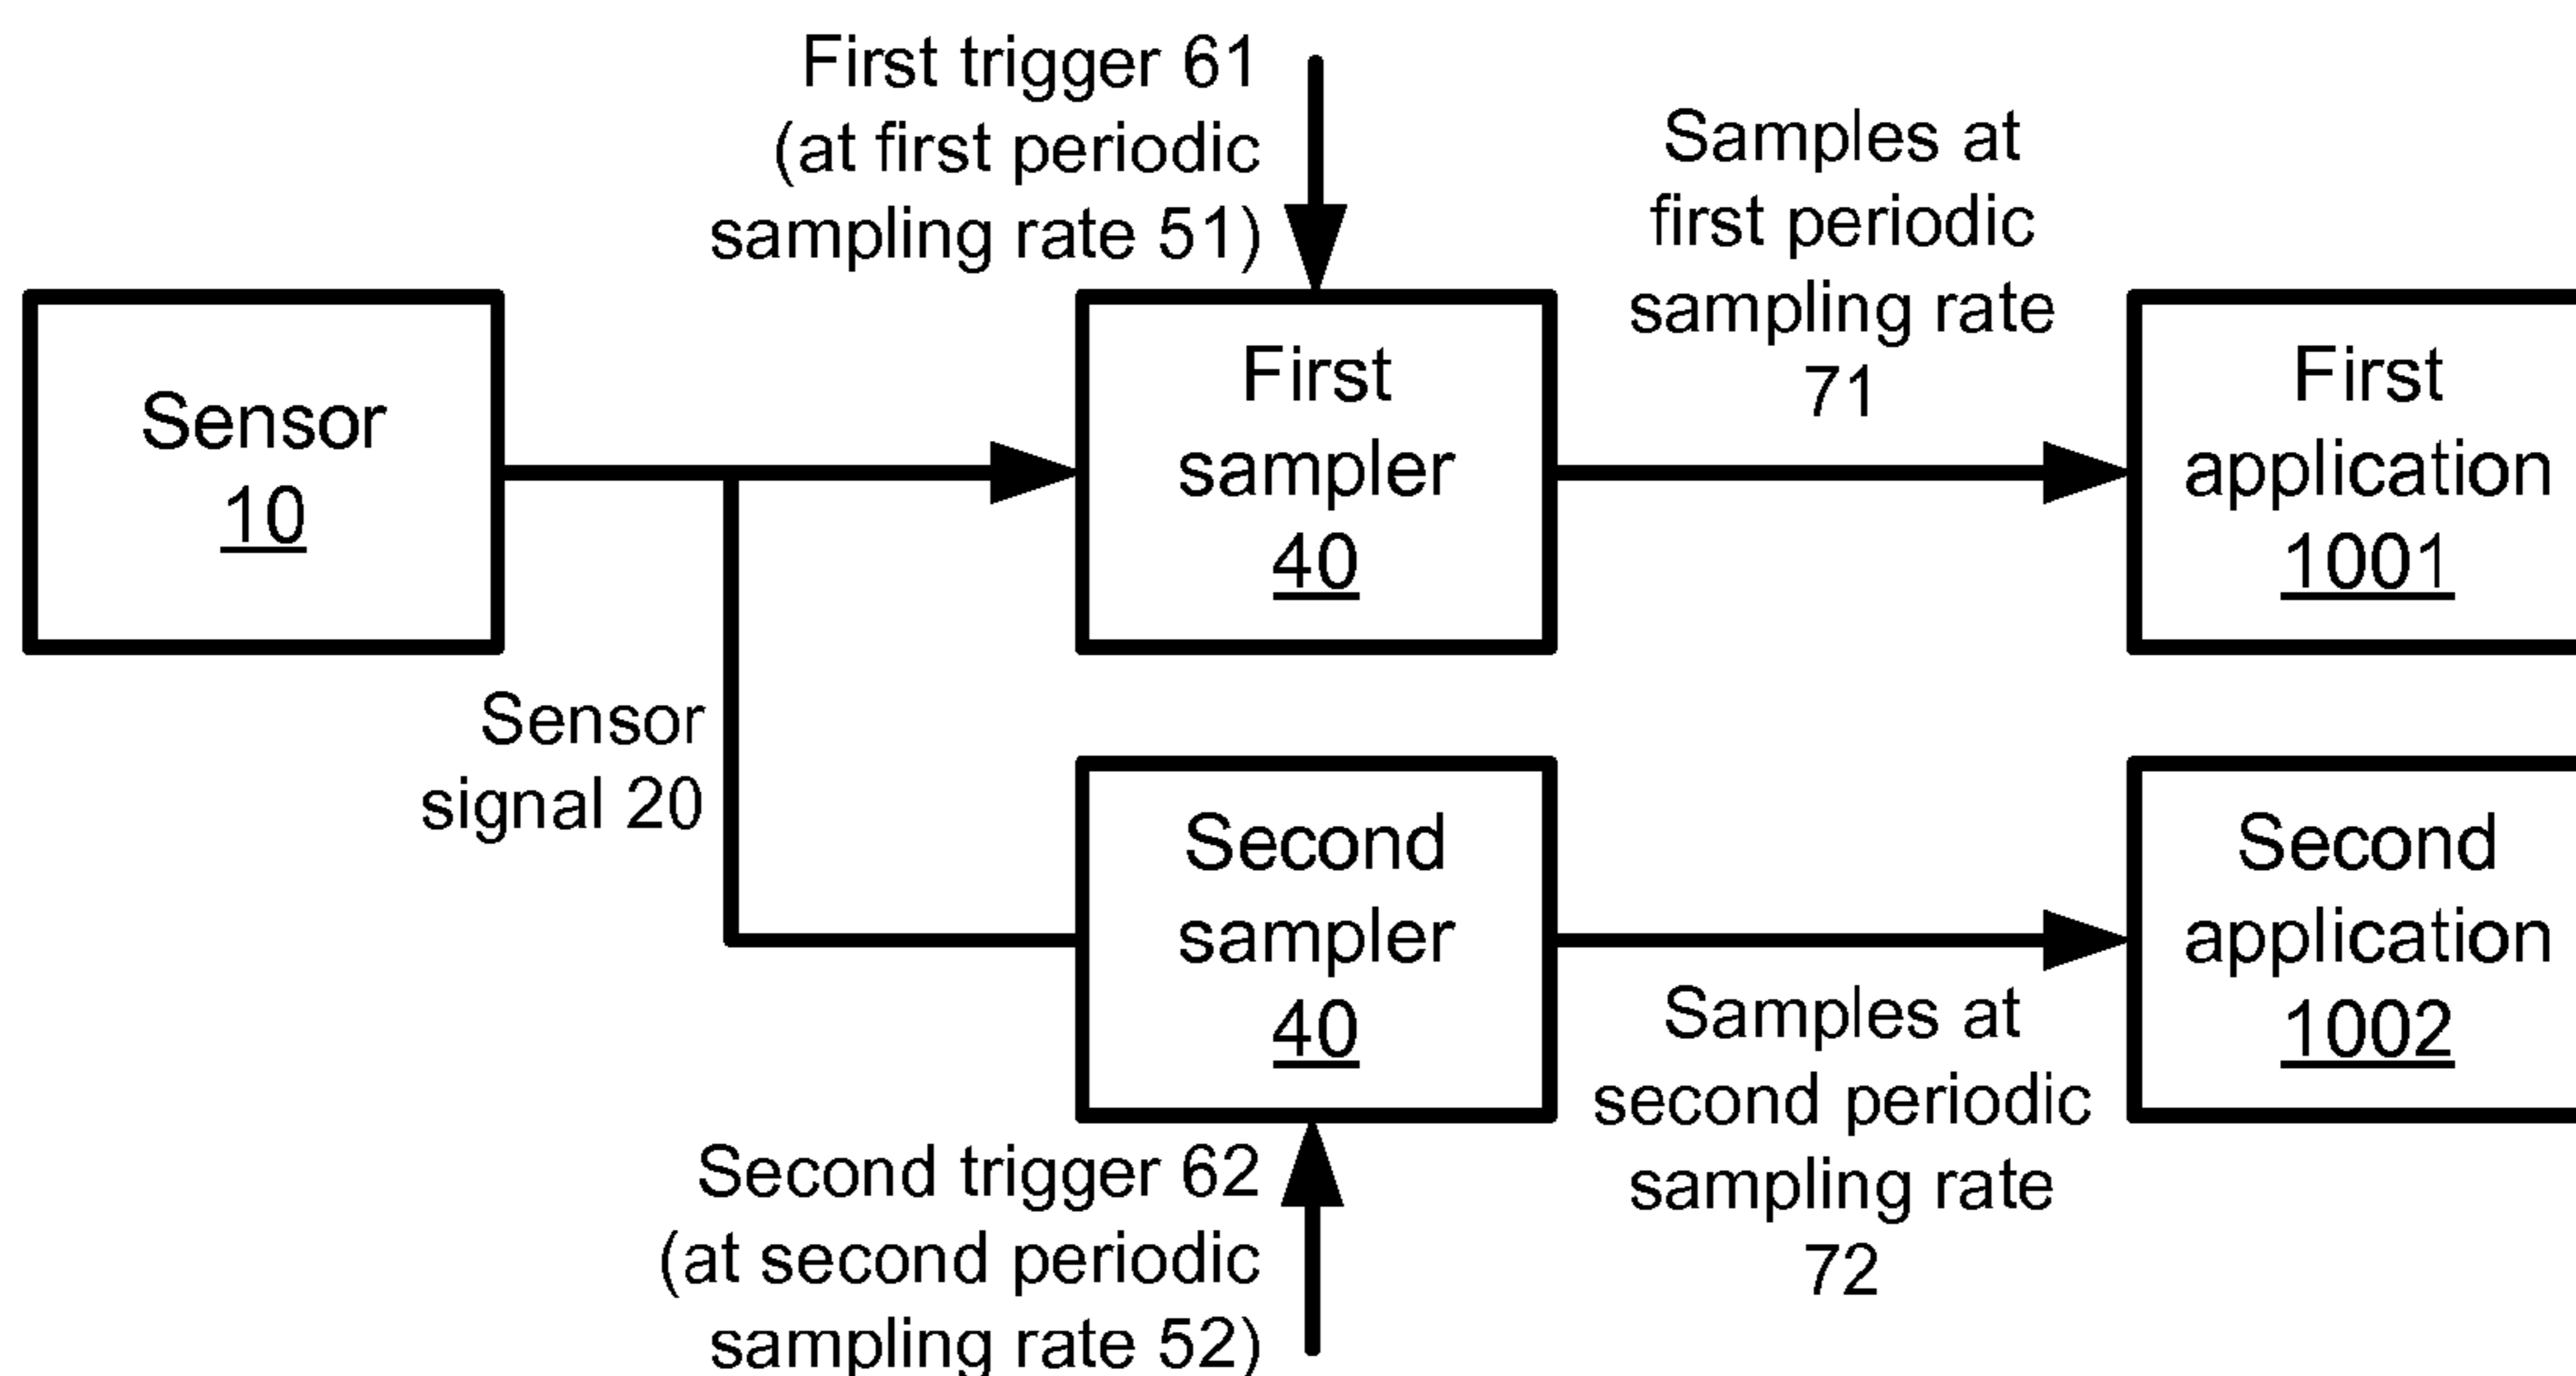 First trigger 61
(at first periodic
sampling rate 51)
Samples at
first periodic
sampling rate
71
Sensor
10
First
sampler
40
First
application
1001
Sensor
signal 20
Second
sampler
40
Second
application
1002
Second trigger 62
(at second periodic
sampling rate 52)
Samples at
second periodic
sampling rate
72